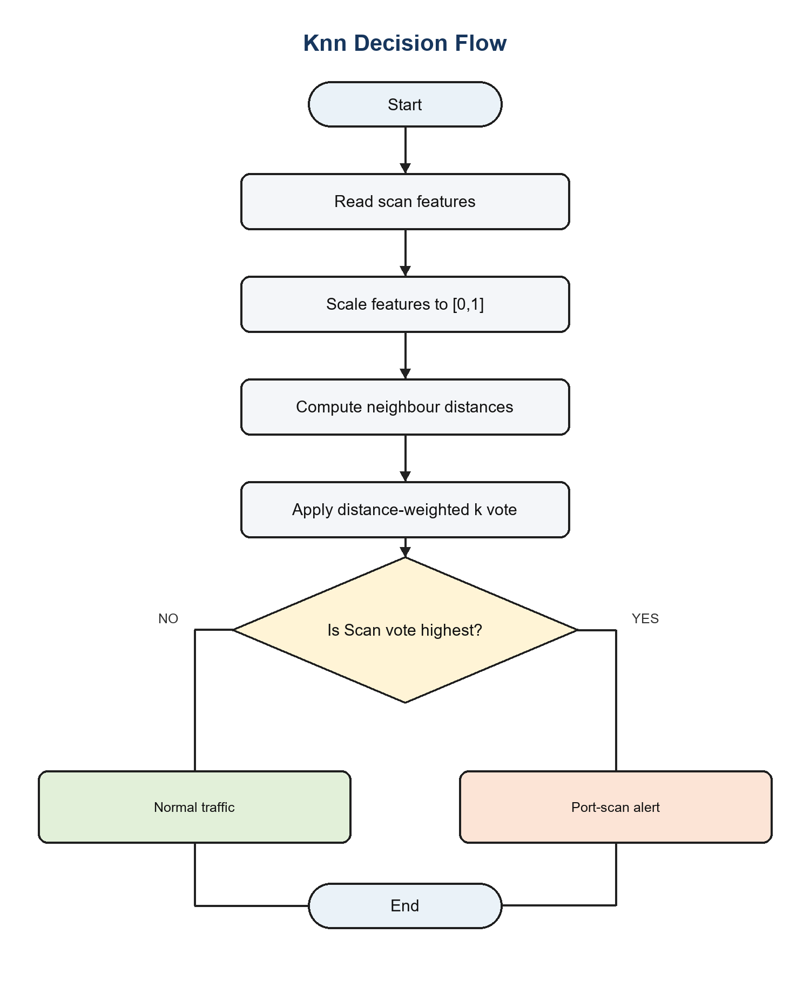 Knn Decision Flow
Start
Read scan features
Scale features to [0,1]
Compute neighbour distances
Apply distance-weighted k vote
Is Scan vote highest?
NO
YES
Normal traffic
Port-scan alert
End